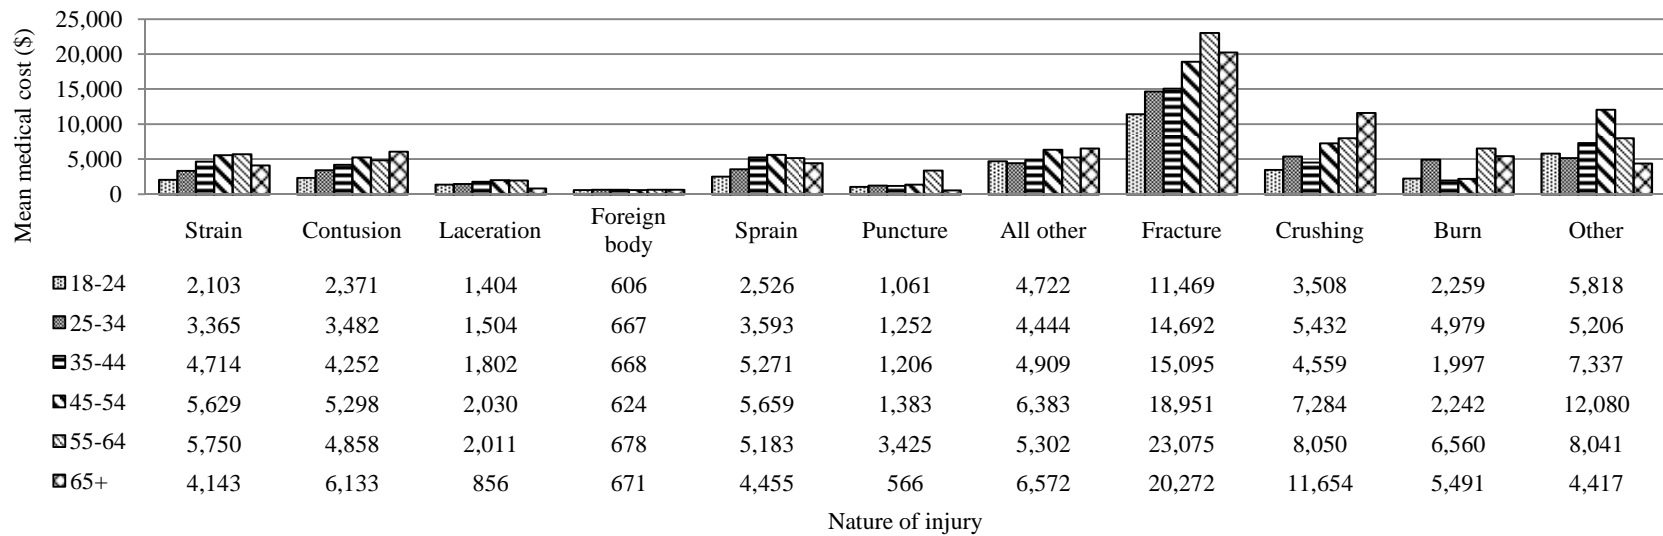 Mean medical cost ($)
25,000
20,000
15,000
10,000
5,000
0
Strain Contusion Laceration Foreign body Sprain Puncture All other Fracture Crushing Burn Other
18-24 2,103 2,371 1,404 606 2,526 1,061 4,722 11,469 3,508 2,259 5,818
25-34 3,365 3,482 1,504 667 3,593 1,252 4,444 14,692 5,432 4,979 5,206
35-44 4,714 4,252 1,802 668 5,271 1,206 4,909 15,095 4,559 1,997 7,337
45-54 5,629 5,298 2,030 624 5,659 1,383 6,383 18,951 7,284 2,242 12,080
55-64 5,750 4,858 2,011 678 5,183 3,425 5,302 23,075 8,050 6,560 8,041
65+ 4,143 6,133 856 671 4,455 566 6,572 20,272 11,654 5,491 4,417
Nature of injury